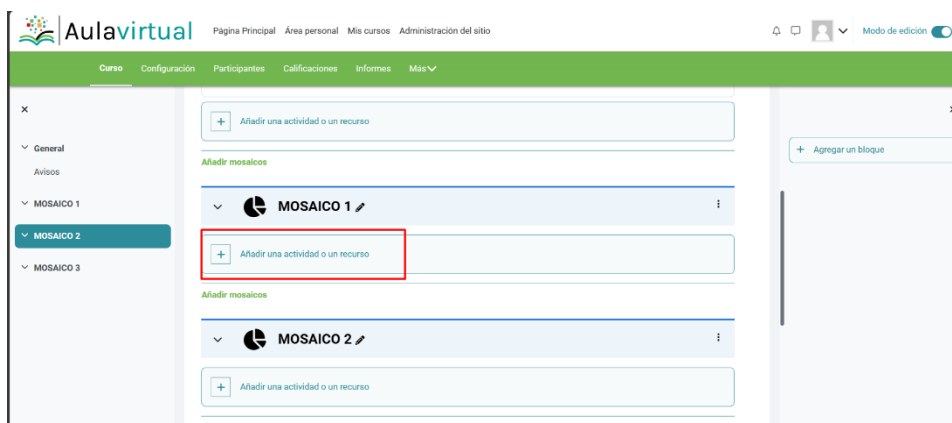 Aulavirtual
Página Principal Área personal Mis cursos Administración del sitio
Modo de edición
Curso Configuración Participantes Calificaciones Informes Más
Añadir una actividad o un recurso
General
Agregar un bloque
Añadir mosaicos
Avisos
MOSAICO 1
MOSAICO 1
MOSAICO 2
Añadir una actividad o un recurso
MOSAICO 3
Añadir mosaicos
MOSAICO 2
Añadir una actividad o un recurso